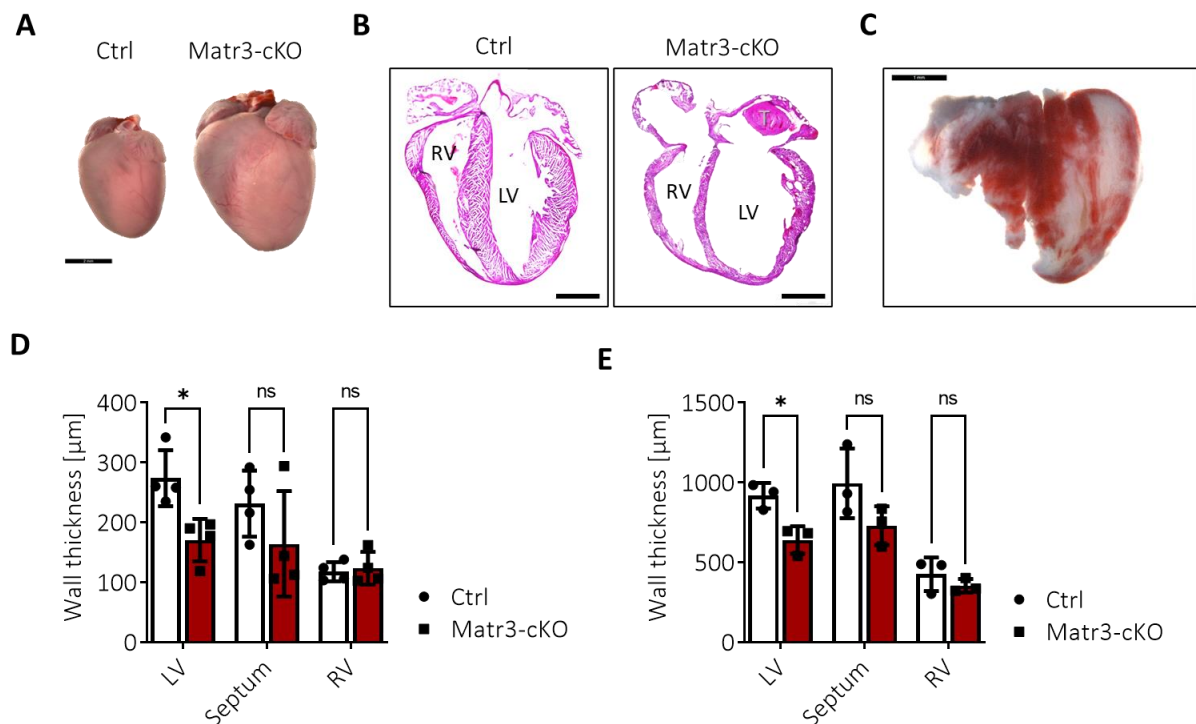 A
Ctrl
Matr3-cKO
B
Ctrl
Matr3-cKO
RV
LV
T
RV
LV
C
1 mm
D
Wall thickness [µm]
400
300
200
100
0
*
ns
ns
LV
Septum
RV
Ctrl
Matr3-cKO
E
Wall thickness [µm]
1500
1000
500
0
*
ns
ns
LV
Septum
RV
Ctrl
Matr3-cKO